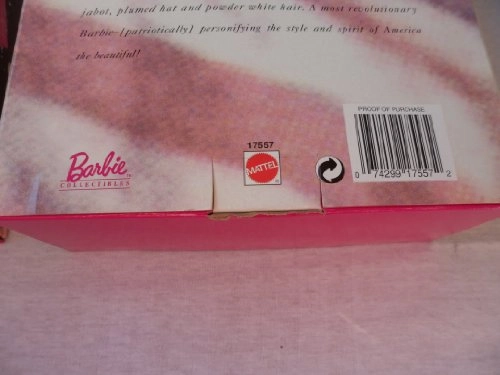 jabot, plumed hat and powder white hair. A most revolutionary
Barbie–[patriotically] personifying the style and spirit of America
the beautiful!
PROOF OF PURCHASE
17557
Barbie™
COLLECTIBLES
MATTEL
0 74299 17557 2